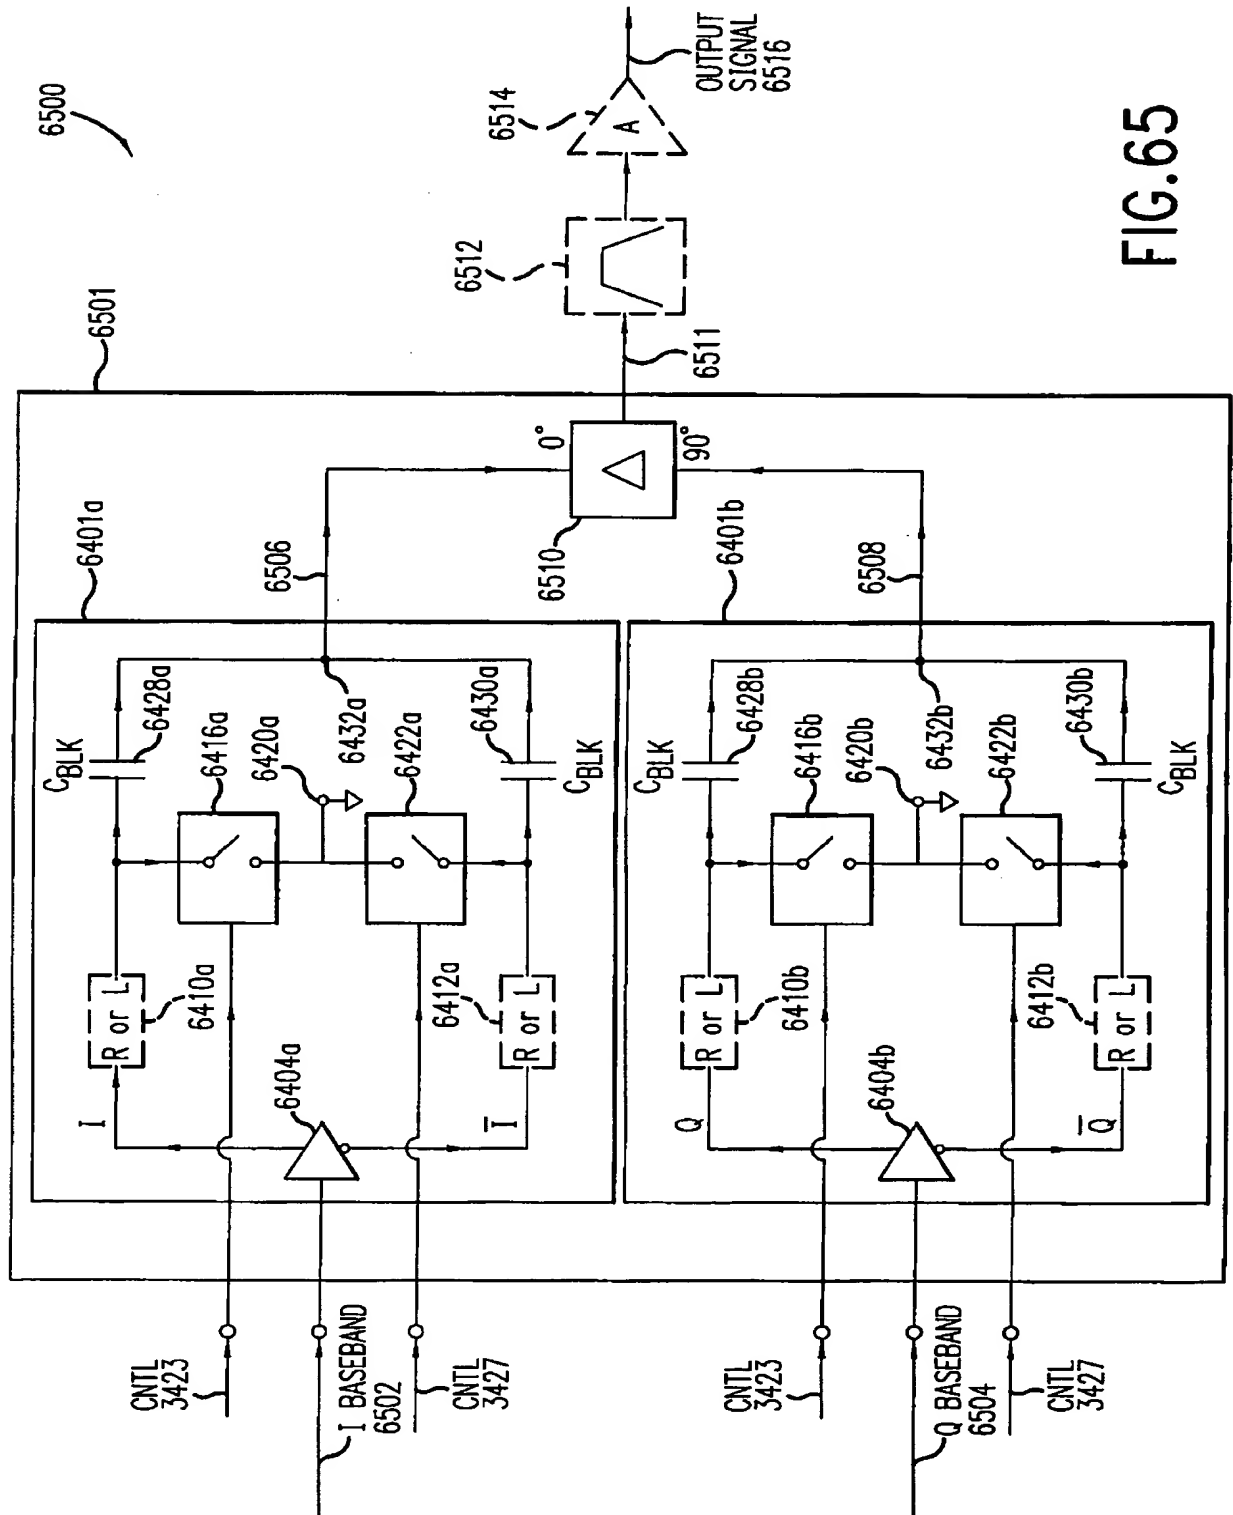 6500
6501
6401a
6506
C_BLK
6428a
6416a
6420a
6432a
6422a
6430a
C_BLK
R or L
6410a
6404a
6412a
R or L
I
I̅
CNTL
3423
I BASEBAND
6502
CNTL
3427
0°
90°
6510
6511
6512
A
6514
OUTPUT
SIGNAL
6516
6401b
6508
C_BLK
6428b
6416b
6420b
6432b
6422b
6430b
C_BLK
R or L
6410b
6404b
6412b
R or L
Q
Q̅
CNTL
3423
Q BASEBAND
6504
CNTL
3427
FIG.65